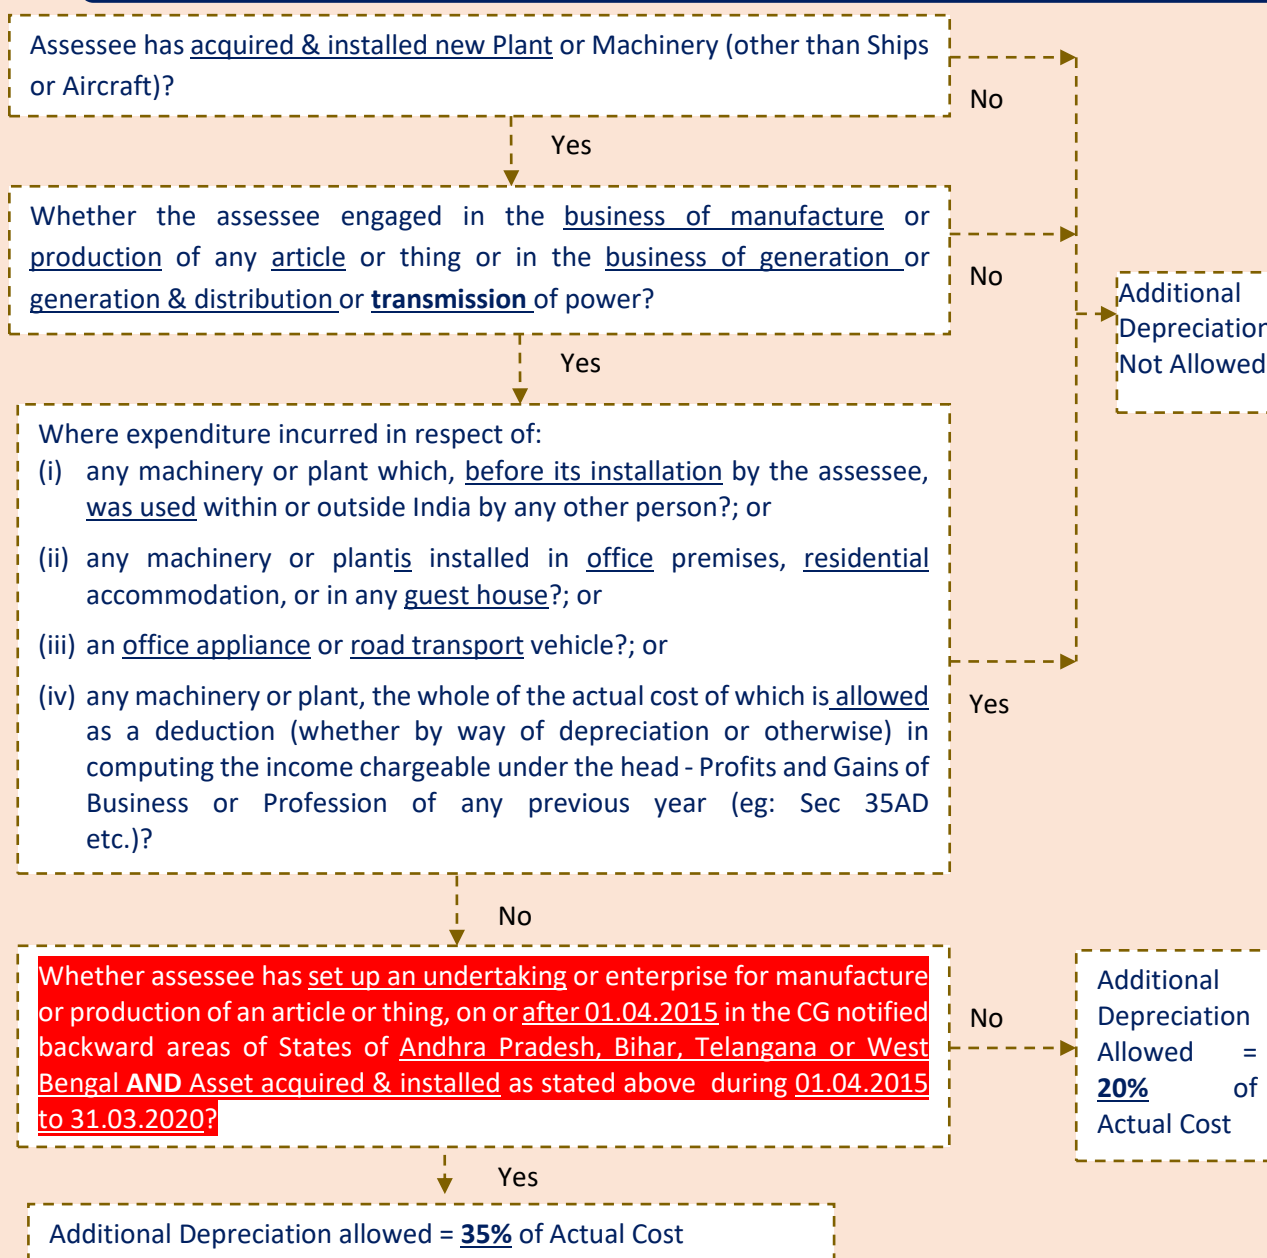 Assessee has acquired & installed new Plant or Machinery (other than Ships
or Aircraft)?
No
Yes
Whether the assessee engaged in the business of manufacture or
production of any article or thing or in the business of generation or
generation & distribution or transmission of power?
No
Additional
Depreciation
Not Allowed
Yes
Where expenditure incurred in respect of:
(i) any machinery or plant which, before its installation by the assessee,
was used within or outside India by any other person?; or
(ii) any machinery or plantis installed in office premises, residential
accommodation, or in any guest house?; or
(iii) an office appliance or road transport vehicle?; or
(iv) any machinery or plant, the whole of the actual cost of which is allowed
as a deduction (whether by way of depreciation or otherwise) in
computing the income chargeable under the head - Profits and Gains of
Business or Profession of any previous year (eg: Sec 35AD
etc.)?
Yes
No
Whether assessee has set up an undertaking or enterprise for manufacture
or production of an article or thing, on or after 01.04.2015 in the CG notified
backward areas of States of Andhra Pradesh, Bihar, Telangana or West
Bengal AND Asset acquired & installed as stated above during 01.04.2015
to 31.03.2020?
No
Additional
Depreciation
Allowed =
20% of
Actual Cost
Yes
Additional Depreciation allowed = 35% of Actual Cost